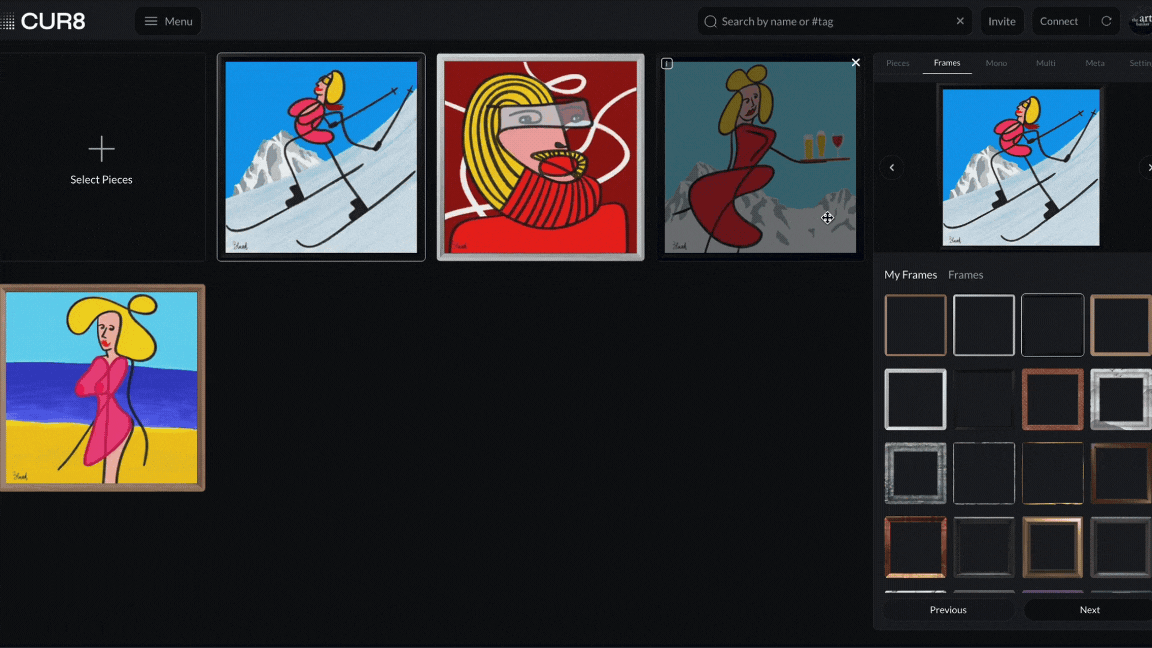 CUR8
Menu
Search by name or #tag
Invite
Connect
Pieces
Frames
Mono
Multi
Meta
Select Pieces
My Frames
Frames
Previous
Next